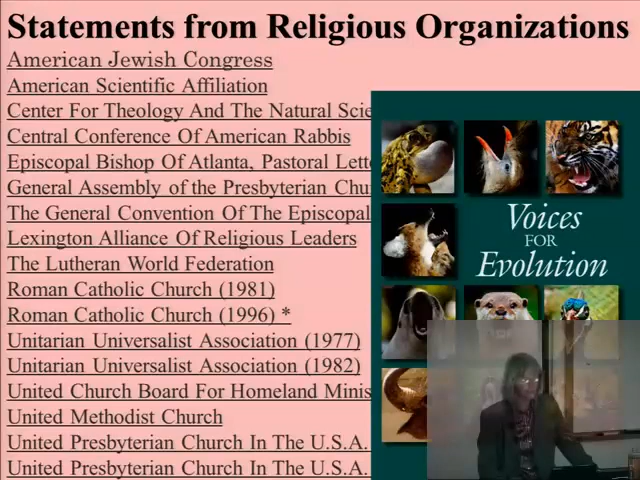 Statements from Religious Organizations
American Jewish Congress
American Scientific Affiliation
Center For Theology And The Natural Scie
Central Conference Of American Rabbis
Episcopal Bishop Of Atlanta, Pastoral Lett
General Assembly of the Presbyterian Chu
The General Convention Of The Episcopal
Lexington Alliance Of Religious Leaders
The Lutheran World Federation
Roman Catholic Church (1981)
Roman Catholic Church (1996) *
Unitarian Universalist Association (1977)
Unitarian Universalist Association (1982)
United Church Board For Homeland Minis
United Methodist Church
United Presbyterian Church In The U.S.A.
United Presbyterian Church In The U.S.A.
Voices
FOR
Evolution